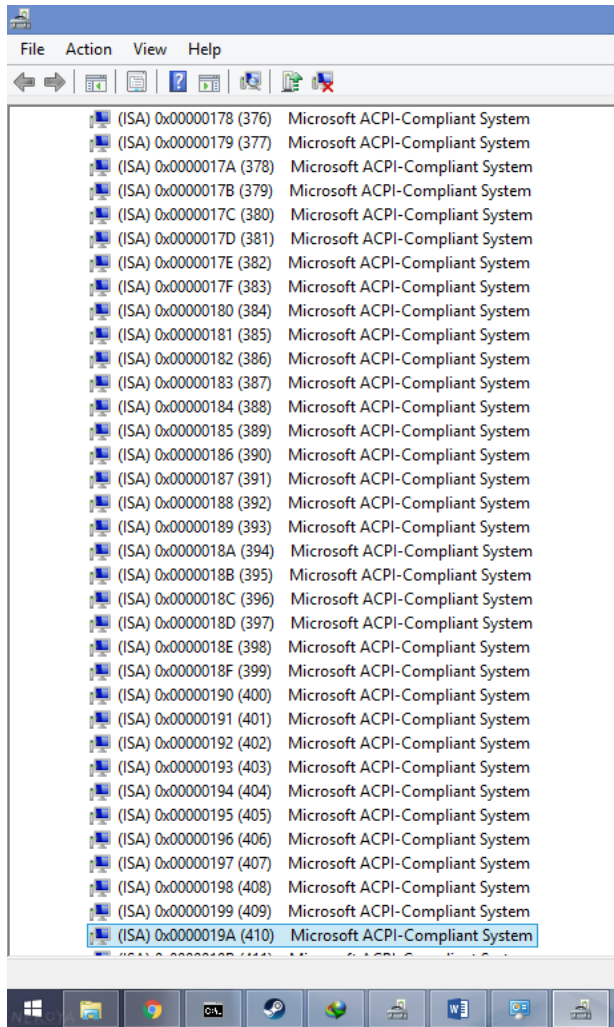 File Action View Help
(ISA) 0x00000178 (376) Microsoft ACPI-Compliant System
(ISA) 0x00000179 (377) Microsoft ACPI-Compliant System
(ISA) 0x0000017A (378) Microsoft ACPI-Compliant System
(ISA) 0x0000017B (379) Microsoft ACPI-Compliant System
(ISA) 0x0000017C (380) Microsoft ACPI-Compliant System
(ISA) 0x0000017D (381) Microsoft ACPI-Compliant System
(ISA) 0x0000017E (382) Microsoft ACPI-Compliant System
(ISA) 0x0000017F (383) Microsoft ACPI-Compliant System
(ISA) 0x00000180 (384) Microsoft ACPI-Compliant System
(ISA) 0x00000181 (385) Microsoft ACPI-Compliant System
(ISA) 0x00000182 (386) Microsoft ACPI-Compliant System
(ISA) 0x00000183 (387) Microsoft ACPI-Compliant System
(ISA) 0x00000184 (388) Microsoft ACPI-Compliant System
(ISA) 0x00000185 (389) Microsoft ACPI-Compliant System
(ISA) 0x00000186 (390) Microsoft ACPI-Compliant System
(ISA) 0x00000187 (391) Microsoft ACPI-Compliant System
(ISA) 0x00000188 (392) Microsoft ACPI-Compliant System
(ISA) 0x00000189 (393) Microsoft ACPI-Compliant System
(ISA) 0x0000018A (394) Microsoft ACPI-Compliant System
(ISA) 0x0000018B (395) Microsoft ACPI-Compliant System
(ISA) 0x0000018C (396) Microsoft ACPI-Compliant System
(ISA) 0x0000018D (397) Microsoft ACPI-Compliant System
(ISA) 0x0000018E (398) Microsoft ACPI-Compliant System
(ISA) 0x0000018F (399) Microsoft ACPI-Compliant System
(ISA) 0x00000190 (400) Microsoft ACPI-Compliant System
(ISA) 0x00000191 (401) Microsoft ACPI-Compliant System
(ISA) 0x00000192 (402) Microsoft ACPI-Compliant System
(ISA) 0x00000193 (403) Microsoft ACPI-Compliant System
(ISA) 0x00000194 (404) Microsoft ACPI-Compliant System
(ISA) 0x00000195 (405) Microsoft ACPI-Compliant System
(ISA) 0x00000196 (406) Microsoft ACPI-Compliant System
(ISA) 0x00000197 (407) Microsoft ACPI-Compliant System
(ISA) 0x00000198 (408) Microsoft ACPI-Compliant System
(ISA) 0x00000199 (409) Microsoft ACPI-Compliant System
(ISA) 0x0000019A (410) Microsoft ACPI-Compliant System